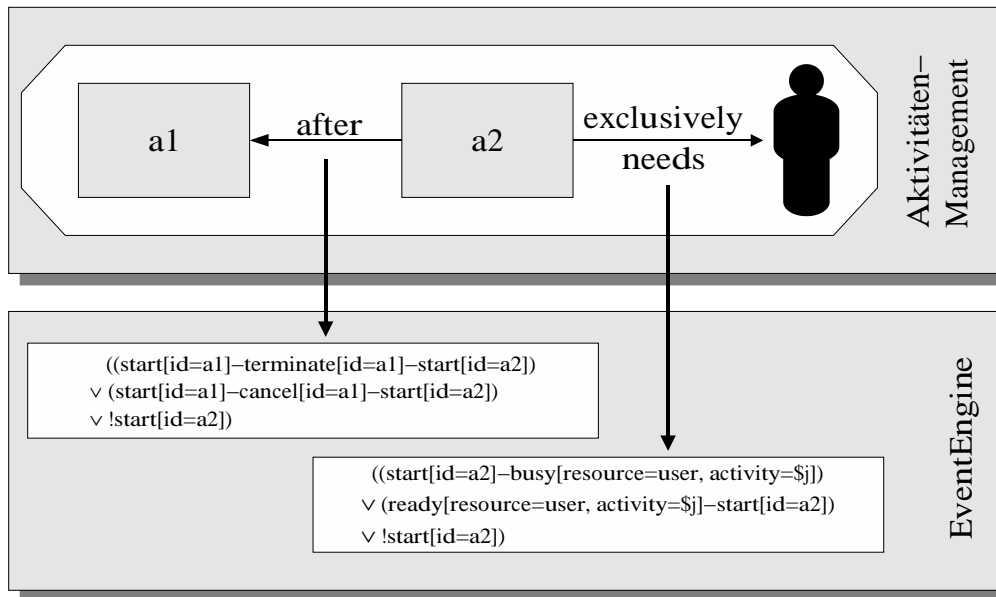 a1
after
a2
exclusively
needs
Aktivitäten–
Management
((start[id=a1]–terminate[id=a1]–start[id=a2])
∨ (start[id=a1]–cancel[id=a1]–start[id=a2])
∨ !start[id=a2])
((start[id=a2]–busy[resource=user, activity=$j])
∨ (ready[resource=user, activity=$j]–start[id=a2])
∨ !start[id=a2])
EventEngine